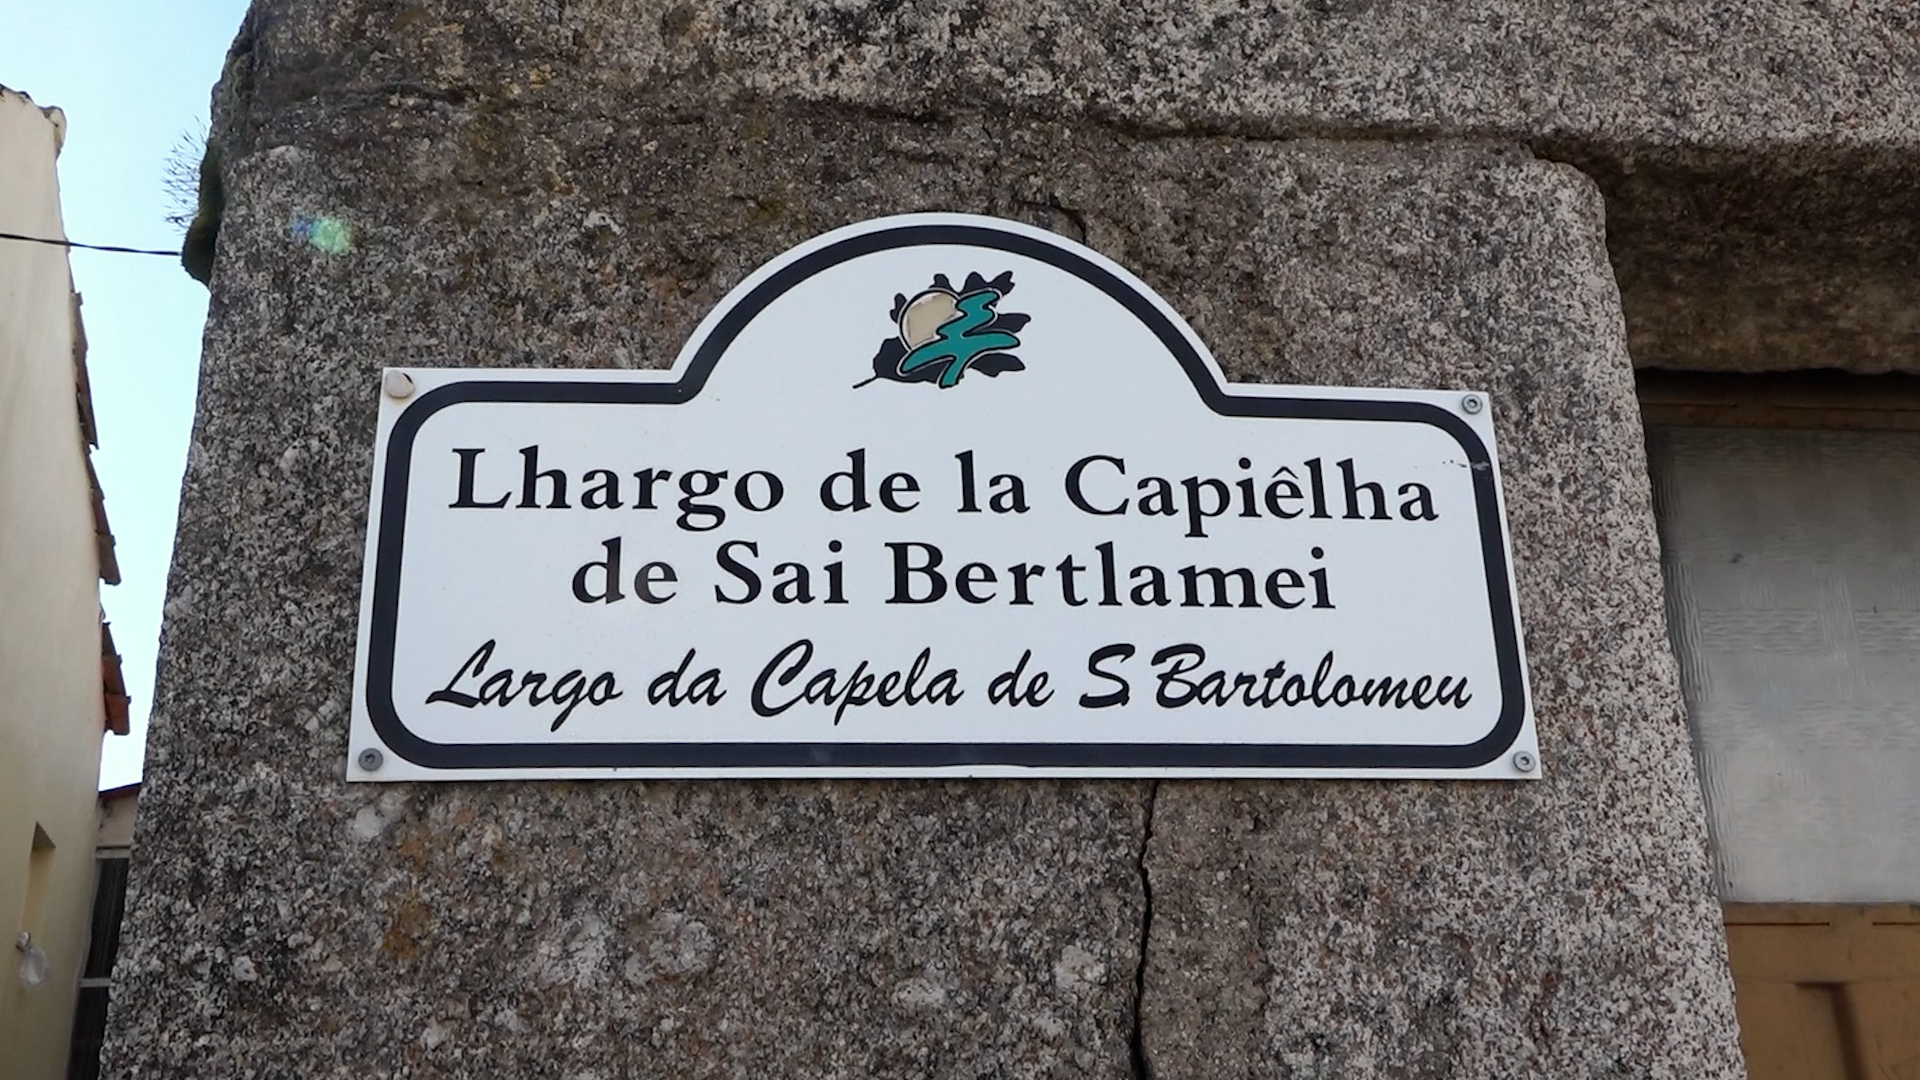 Lhargo de la Capiêlha
de Sai Bertlamei
Largo da Capela de S Bartolomeu